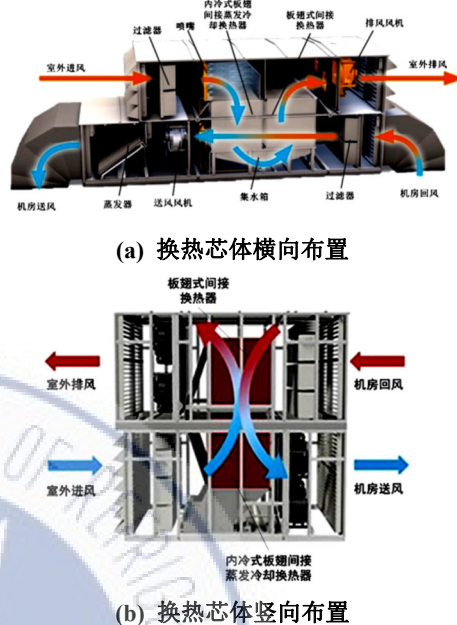 内冷式板翅
间接蒸发冷
却换热器
板翅式间接
换热器
排风风机
过滤器
喷嘴
室外进风
室外排风
机房送风
蒸发器
送风风机
集水箱
过滤器
机房回风
(a) 换热芯体横向布置
板翅式间接
换热器
室外排风
机房回风
室外进风
机房送风
内冷式板翅间接
蒸发冷却换热器
OF REFRIG
(b) 换热芯体竖向布置